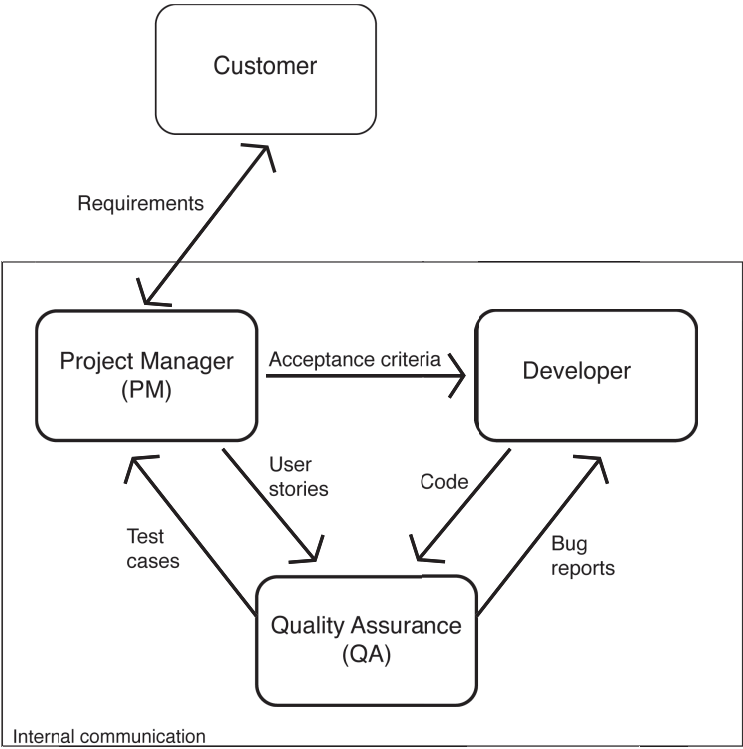 Customer
Requirements
Project Manager
(PM)
Acceptance criteria
Developer
User
stories
Code
Test
cases
Bug
reports
Quality Assurance
(QA)
Internal communication